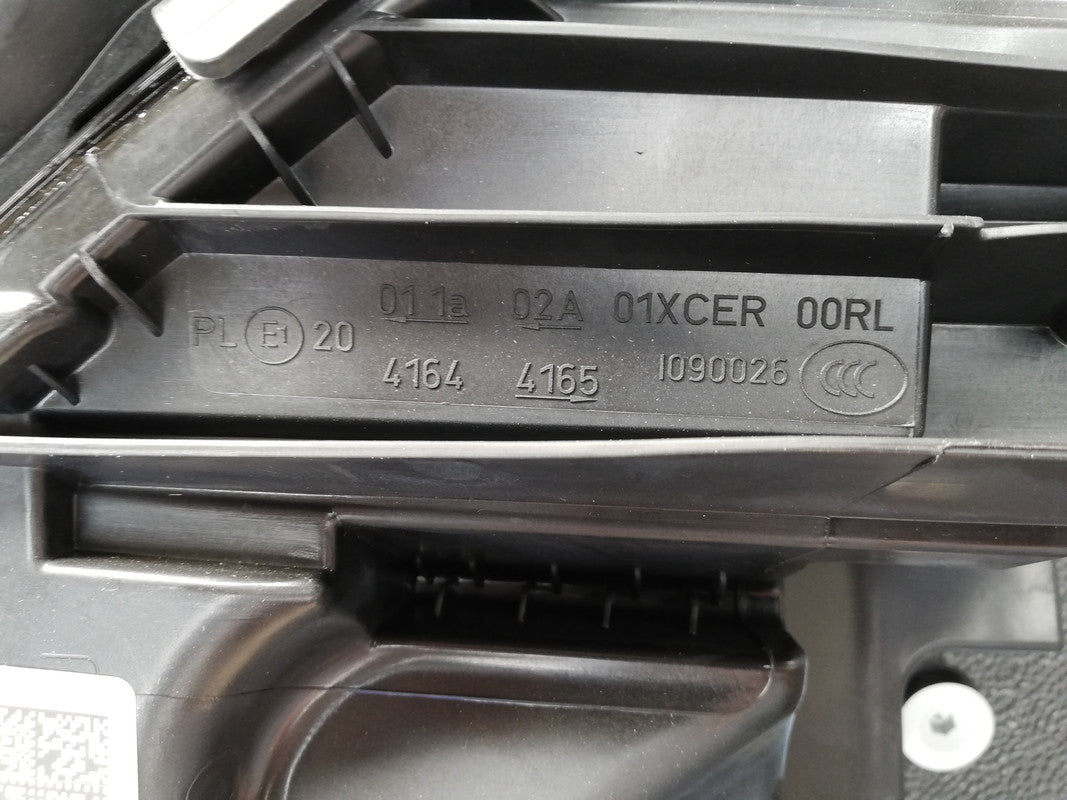 01 1a 02A 01XCER 00RL
PL E1 20
4164 4165 I090026 CCC